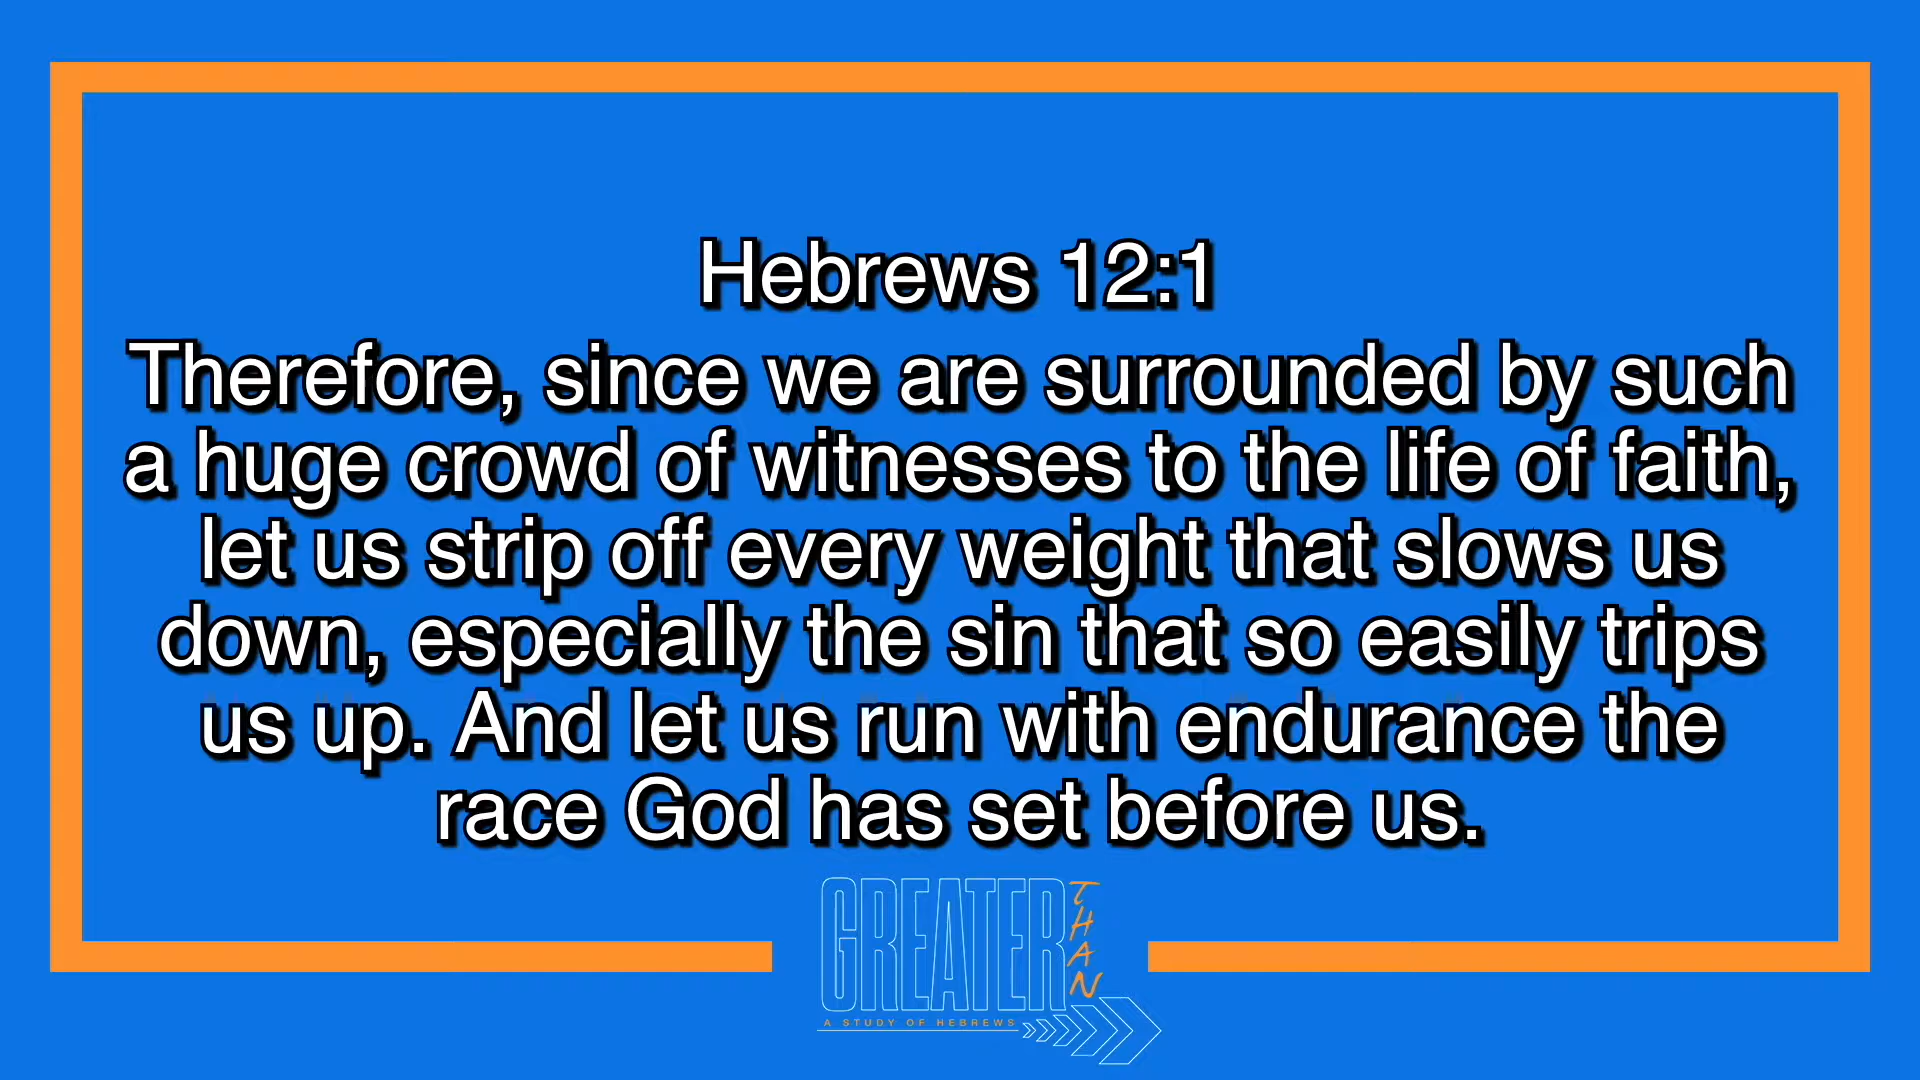 Hebrews 12:1
Therefore, since we are surrounded by such
a huge crowd of witnesses to the life of faith,
let us strip off every weight that slows us
down, especially the sin that so easily trips
us up. And let us run with endurance the
race God has set before us.
GREATER
THAN
A STUDY OF HEBREWS